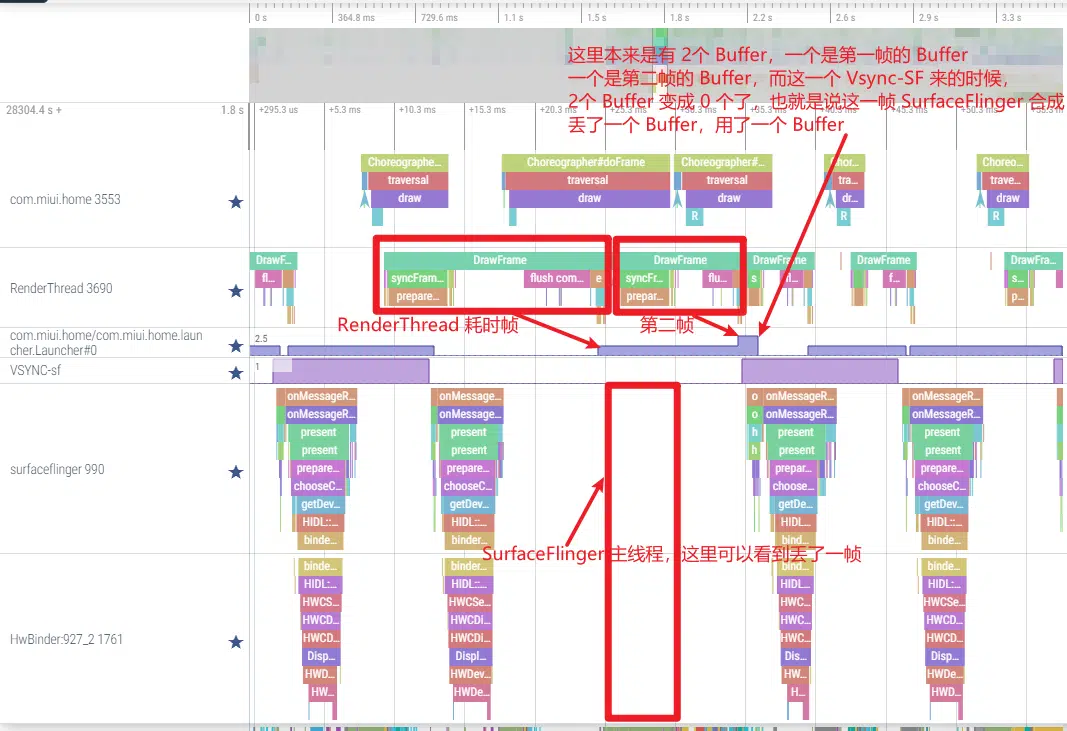 0 s
364.8 ms
729.6 ms
1.1 s
1.5 s
1.8 s
2.2 s
2.6 s
2.9 s
3.3 s
这里本来是有 2个 Buffer，一个是第一帧的 Buffer
一个是第二帧的 Buffer，而这一个 Vsync-SF 来的时候，
2个 Buffer 变成 0 个了，也就是说这一帧 SurfaceFlinger 合成
丢了一个 Buffer，用了一个 Buffer
28304.4 s +
1.8 s
+295.3 us
+5.3 ms
+10.3 ms
+15.3 ms
+20.3 ms
+25.3 ms
+35.3 ms
+45.3 ms
+50.3 ms
com.miui.home 3553
Choreographe...
Choreographer#doFrame
Choreographer#...
Chor...
Choreo...
traversal
traversal
traversal
tra...
trave...
draw
draw
draw
dr...
draw
R
R
R
RenderThread 3690
DrawF...
DrawFrame
DrawFrame
DrawFrame
DrawFrame
DrawFra...
fl...
syncFram...
flush com...
e
syncFr...
flu...
s
fl...
f...
s...
prepare...
prepar...
p...
RenderThread 耗时帧
第二帧
com.miui.home/com.miui.home.laun
cher.Launcher#0
2.5
VSYNC-sf
1
surfaceflinger 990
onMessageR...
onMessage...
o
onMessageR...
onMessageR...
onMessageR...
onMessage...
o
onMessageR...
onMessageR...
present
present
h
present
present
present
present
h
present
present
prepare...
prepare...
prepar...
prepare...
chooseC...
chooseC...
choose...
chooseC...
getDev...
getDev...
getDe...
getDev...
HIDL::...
HIDL::...
HIDL...
HIDL:...
binde...
binder...
bind...
binde...
SurfaceFlinger 主线程，这里可以看到丢了一帧
HwBinder:927_2 1761
binde...
binder...
binde...
HIDL:...
HIDL::...
HIDL...
HIDL:...
HWCS...
HWCSe...
HWC...
HWCSe...
HWCD...
HWCDi...
HWC...
HWCD...
HWCD...
HWCDi...
HWC...
HWCD...
Disp...
Displ...
Dis...
Disp...
HWD...
HWDev...
HW...
HWDe...
HW...
HWDe...
H...
HWD...